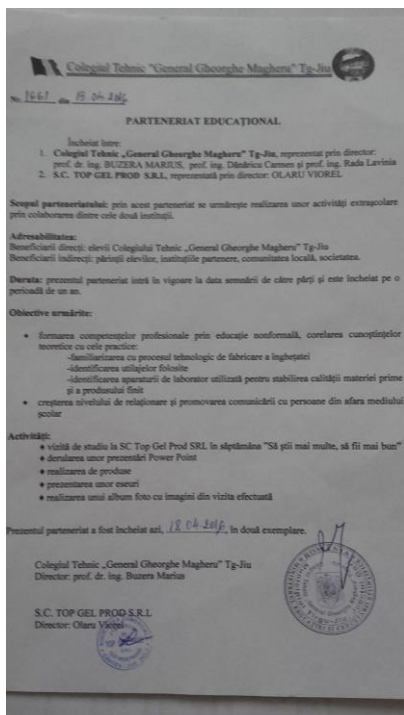 Colegiul Tehnic "General Gheorghe Magheru" Tg-Jiu
Nr. 1661 din 18.04.2016
PARTENERIAT EDUCAȚIONAL
Încheiat între:
1. Colegiul Tehnic „General Gheorghe Magheru” Tg-Jiu, reprezentat prin director:
prof. dr. ing. BUZERA MARIUS, prof. ing. Dănărica Carmen și prof. ing. Rada Lavinia
2. S.C. TOP GEL PROD S.R.L, reprezentată prin director: OLARU VIOREL
Scopul parteneriatului: prin acest parteneriat se urmărește realizarea unor activități extrașcolare
prin colaborarea dintre cele două instituții.
Adresabilitatea:
Beneficiarii direcți: elevii Colegiului Tehnic „General Gheorghe Magheru” Tg-Jiu
Beneficiarii indirecți: părinții elevilor, instituțiile partenere, comunitatea locală, societatea.
Durata: prezentul parteneriat intră în vigoare la data semnării de către părți și este încheiat pe o
perioadă de un an.
Obiective urmărite:
• formarea competențelor profesionale prin educație nonformală, corelarea cunoștințelor
teoretice cu cele practice:
-familiarizarea cu procesul tehnologic de fabricare a înghețatei
-identificarea utilajelor folosite
-identificarea aparaturii de laborator utilizată pentru stabilirea calității materiei prime
și a produsului finit
• creșterea nivelului de relaționare și promovarea comunicării cu persoane din afara mediului
școlar
Activități:
♦ vizită de studiu la SC Top Gel Prod SRL în săptămâna "Să știi mai multe, să fii mai bun"
♦ derularea unor prezentări Power Point
♦ realizarea de produse
♦ prezentarea unor eseuri
♦ realizarea unui album foto cu imagini din vizita efectuată
Prezentul parteneriat a fost încheiat azi, 18.04.2016, în două exemplare.
Colegiul Tehnic „General Gheorghe Magheru” Tg-Jiu
Director: prof. dr. ing. Buzera Marius
S.C. TOP GEL PROD S.R.L
Director: Olaru Viorel